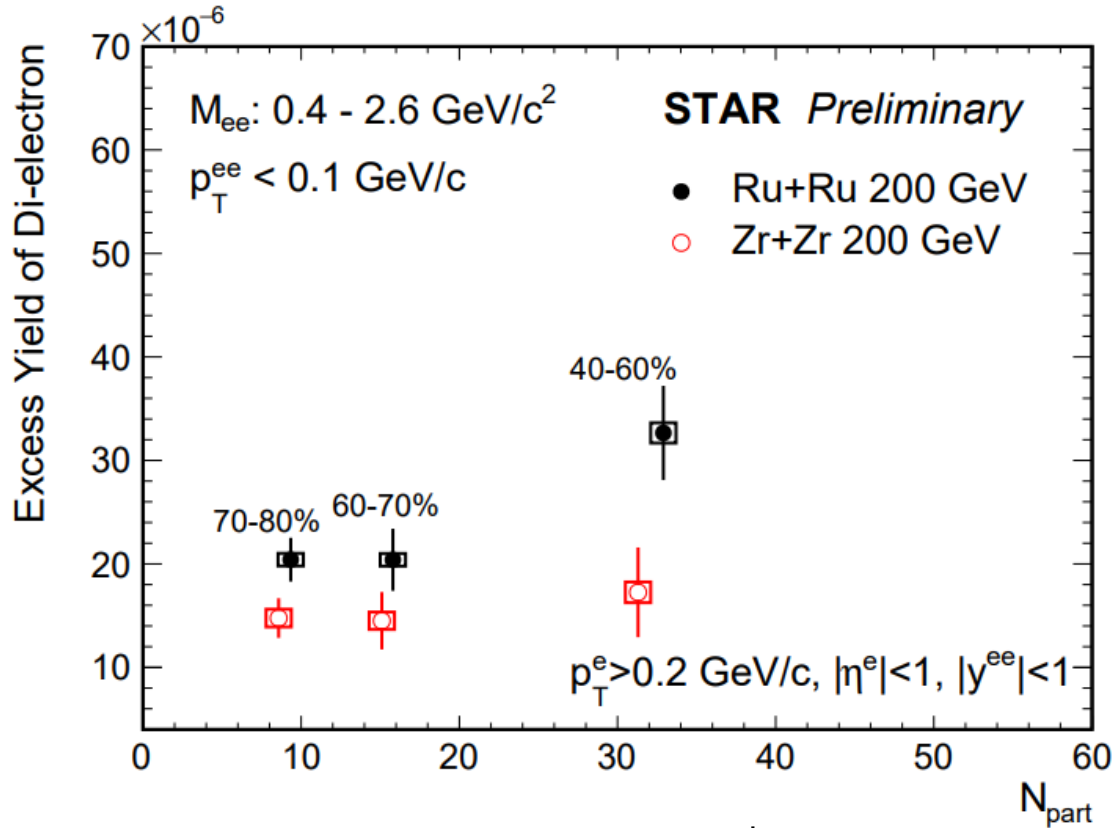 ×10⁻⁶
70
60
50
40
30
20
10
Excess Yield of Di-electron
M_ee: 0.4 - 2.6 GeV/c²
p_T^ee < 0.1 GeV/c
STAR Preliminary
Ru+Ru 200 GeV
Zr+Zr 200 GeV
40-60%
60-70%
70-80%
p_T^e>0.2 GeV/c, |η^e|<1, |y^ee|<1
0 10 20 30 40 50 60
N_part